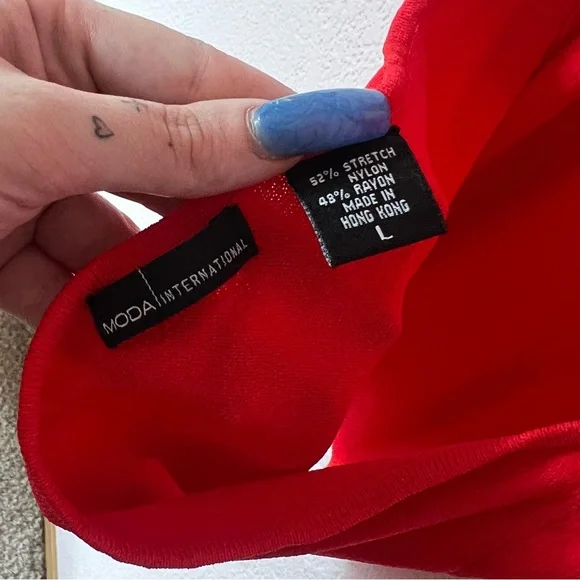 MODA INTERNATIONAL
52% STRETCH
NYLON
48% RAYON
MADE IN
HONG KONG
L